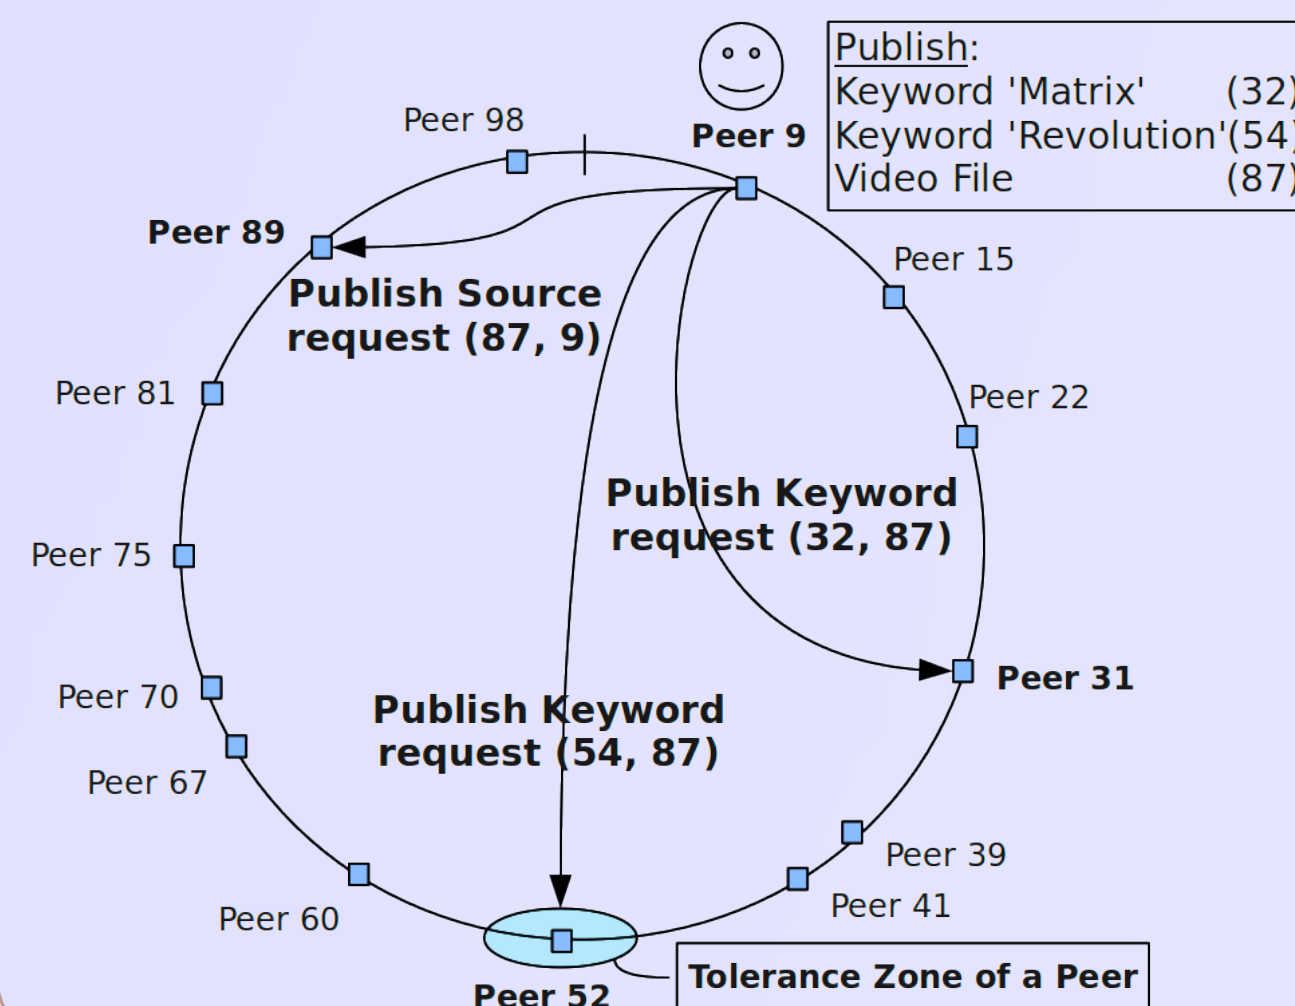 Publish:
Keyword 'Matrix' (32)
Keyword 'Revolution'(54)
Video File (87)
Peer 98
Peer 9
Peer 89
Peer 15
Publish Source
request (87, 9)
Peer 81
Peer 22
Publish Keyword
request (32, 87)
Peer 75
Peer 31
Peer 70
Publish Keyword
request (54, 87)
Peer 67
Peer 39
Peer 41
Peer 60
Tolerance Zone of a Peer
Peer 52